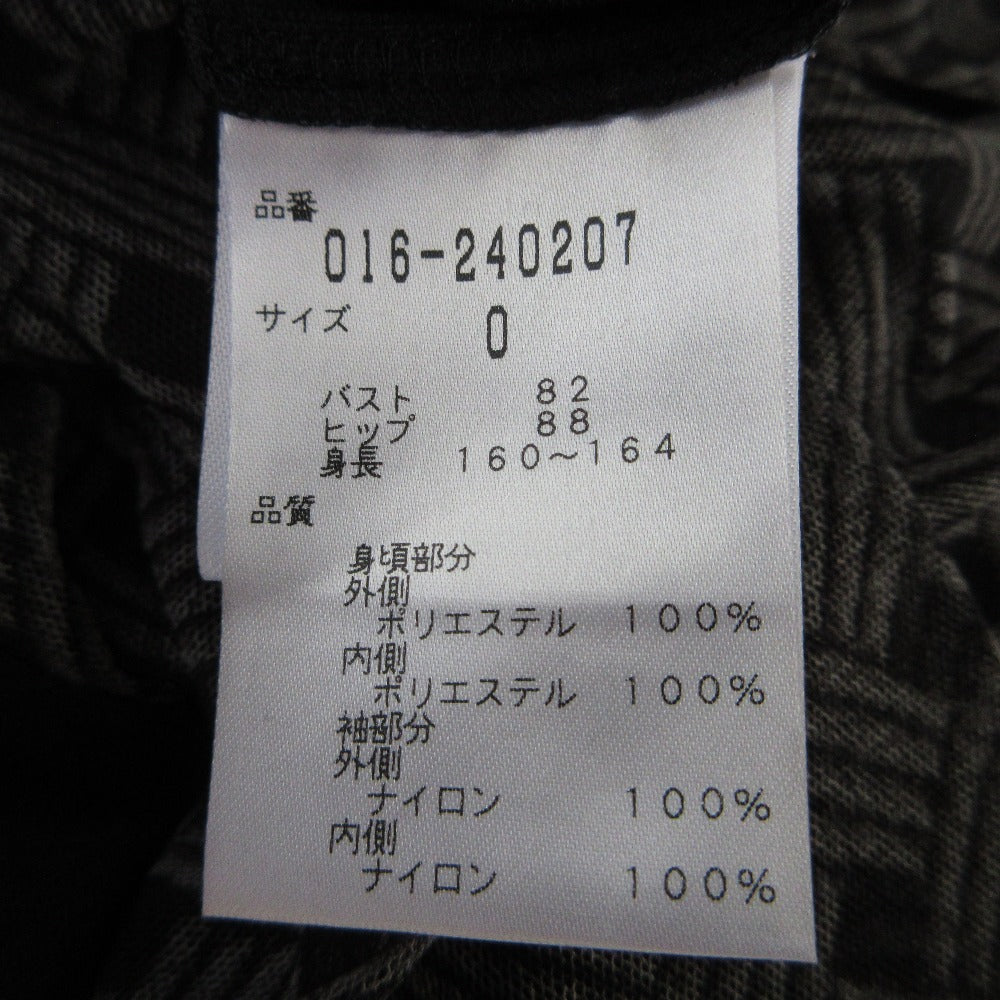 品番
016-240207
サイズ 0
バスト 82
ヒップ 88
身長 160～164
品質
身頃部分
外側
ポリエステル 100%
内側
ポリエステル 100%
袖部分
外側
ナイロン 100%
内側
ナイロン 100%